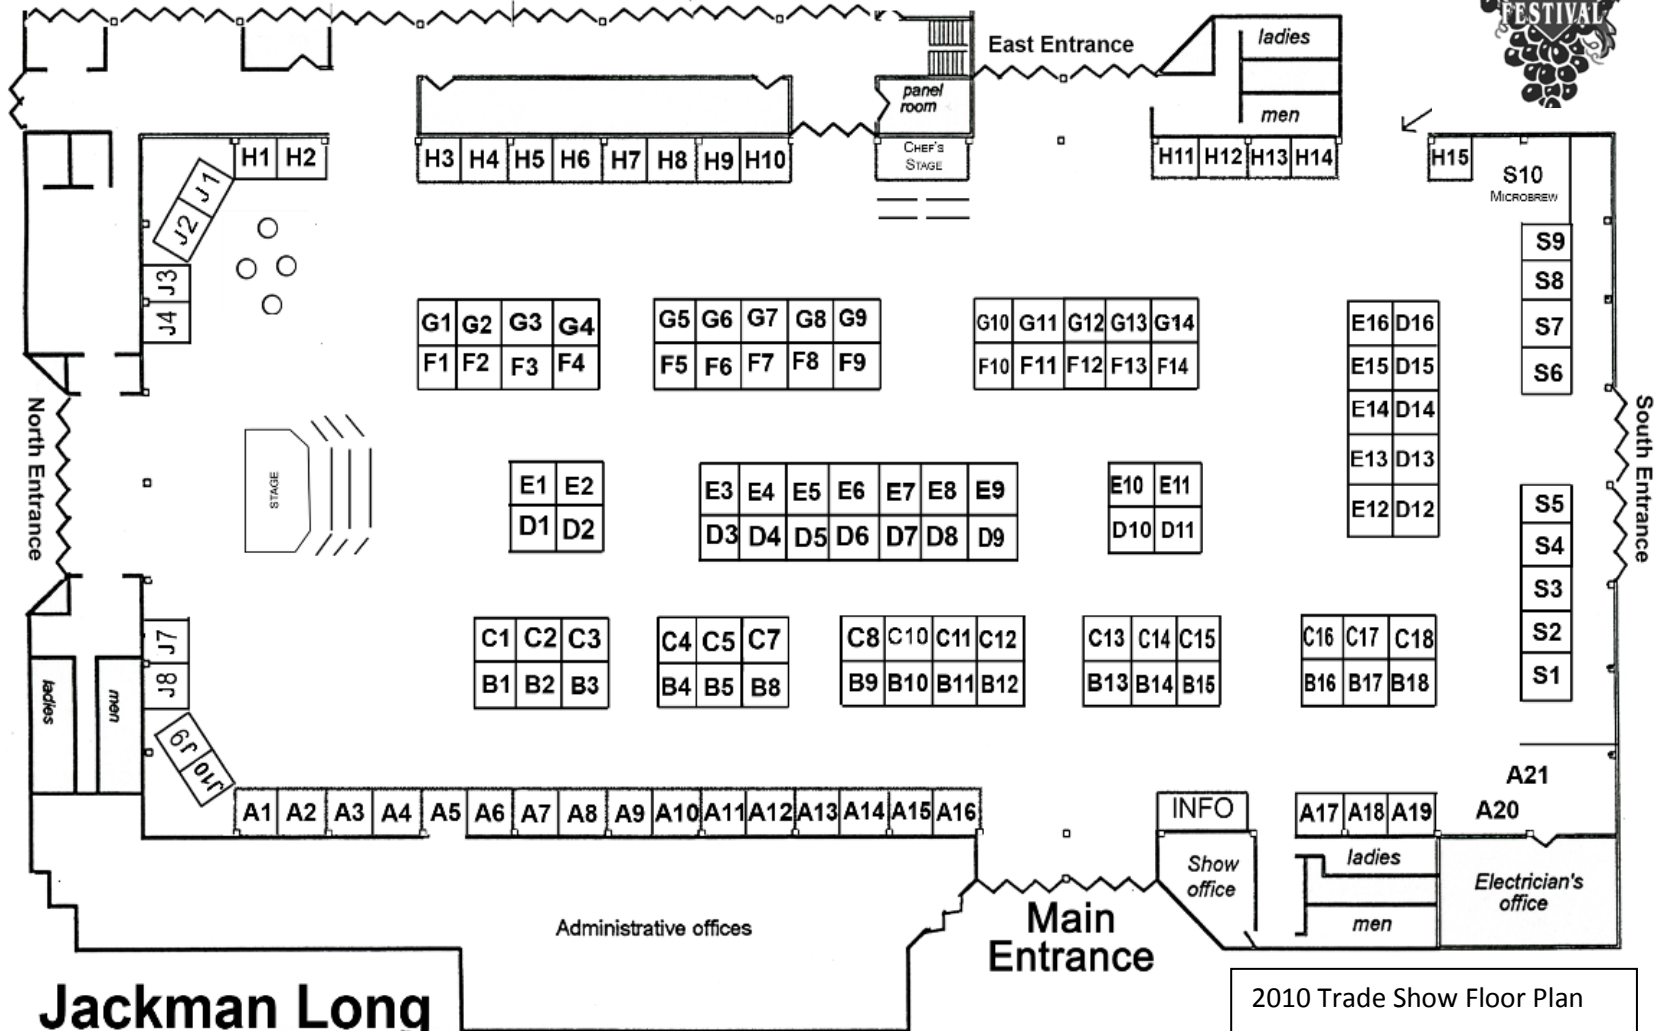 FESTIVAL
East Entrance
ladies
men
panel
room
CHEF'S
STAGE
H1 H2
H3 H4 H5 H6 H7 H8 H9 H10
H11 H12 H13 H14
H15
S10
MICROBREW
J1
J2
J3
J4
S9
S8
S7
S6
G1 G2 G3 G4
F1 F2 F3 F4
G5 G6 G7 G8 G9
F5 F6 F7 F8 F9
G10 G11 G12 G13 G14
F10 F11 F12 F13 F14
E16 D16
E15 D15
E14 D14
E13 D13
E12 D12
North Entrance
South Entrance
STAGE
E1 E2
D1 D2
E3 E4 E5 E6 E7 E8 E9
D3 D4 D5 D6 D7 D8 D9
E10 E11
D10 D11
S5
S4
S3
S2
S1
J7
J8
J9
J10
ladies
men
C1 C2 C3
B1 B2 B3
C4 C5 C7
B4 B5 B8
C8 C10 C11 C12
B9 B10 B11 B12
C13 C14 C15
B13 B14 B15
C16 C17 C18
B16 B17 B18
A21
A20
A1 A2 A3 A4 A5 A6 A7 A8 A9 A10 A11 A12 A13 A14 A15 A16
INFO
A17 A18 A19
Show
office
ladies
men
Electrician's
office
Administrative offices
Main
Entrance
Jackman Long
2010 Trade Show Floor Plan